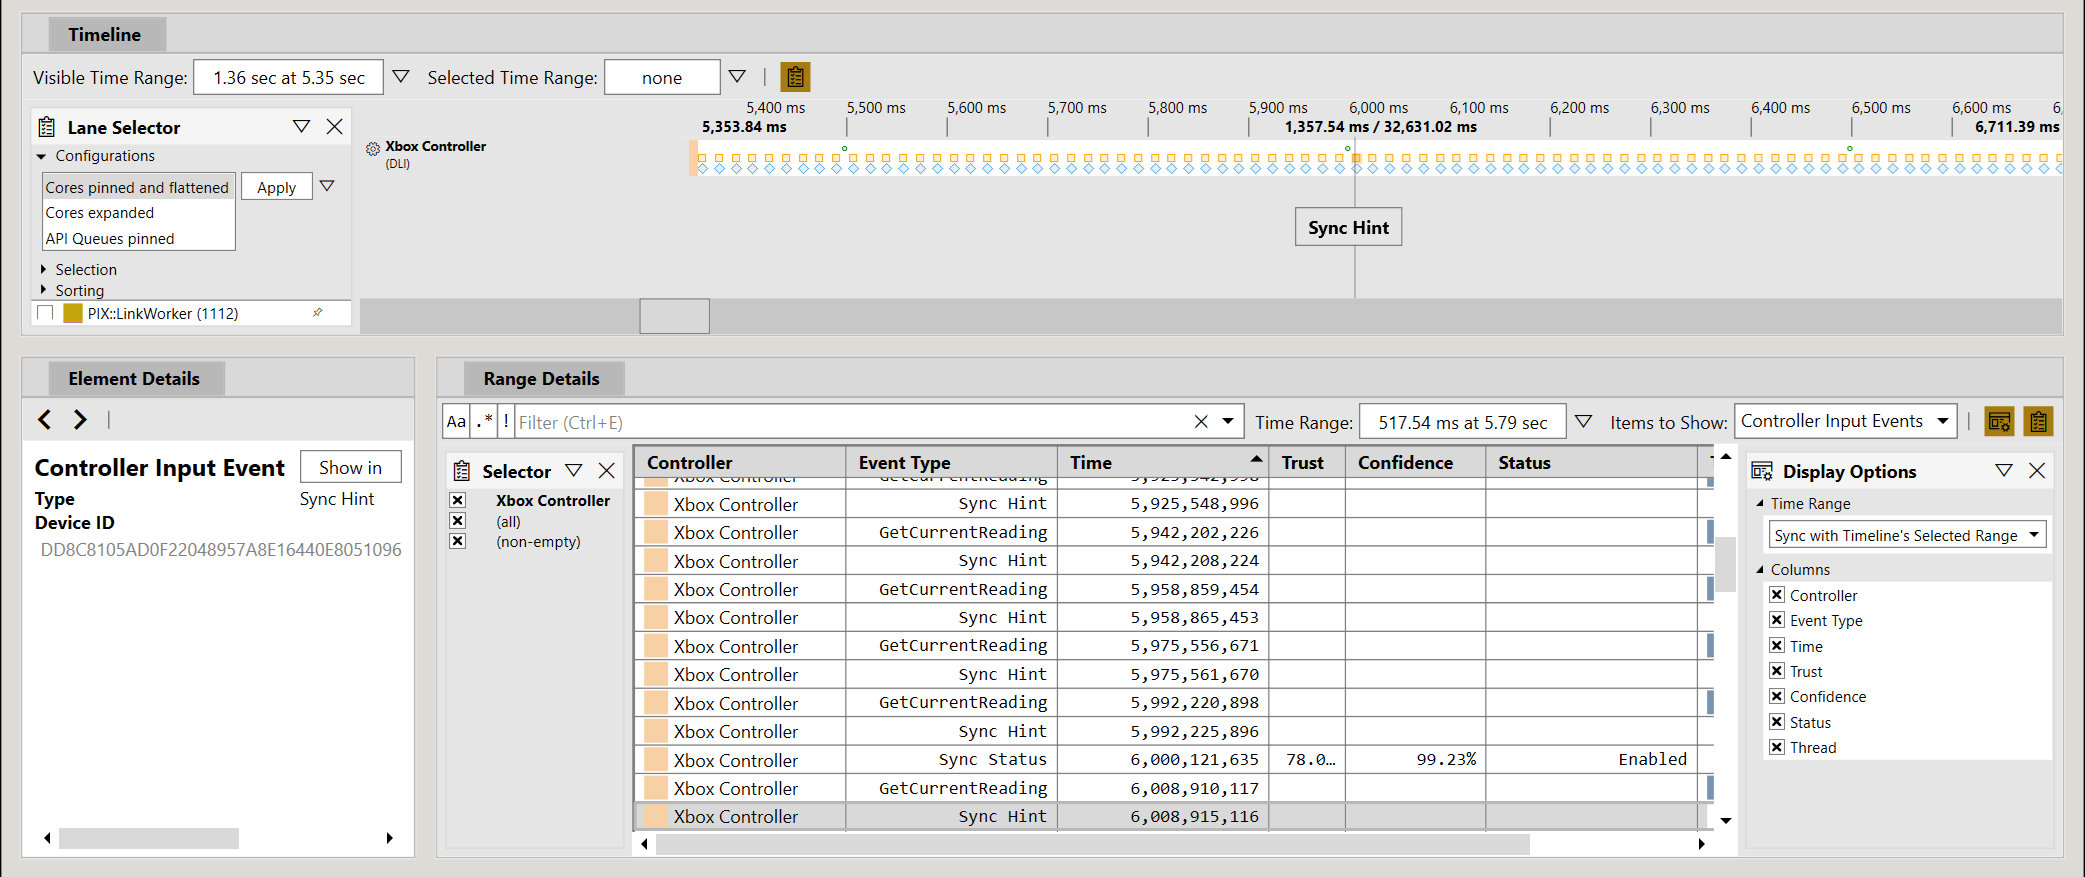 Timeline
Visible Time Range: 1.36 sec at 5.35 sec Selected Time Range: none
Lane Selector
Configurations
Cores pinned and flattened Apply
Cores expanded
API Queues pinned
Selection
Sorting
PIX::LinkWorker (1112)
5,400 ms 5,500 ms 5,600 ms 5,700 ms 5,800 ms 5,900 ms 6,000 ms 6,100 ms 6,200 ms 6,300 ms 6,400 ms 6,500 ms 6,600 ms 6,
5,353.84 ms 1,357.54 ms / 32,631.02 ms 6,711.39 ms
Xbox Controller
(DLI)
Sync Hint
Element Details
Controller Input Event Show in
Type Sync Hint
Device ID
DD8C8105AD0F22048957A8E16440E8051096
Range Details
Aa .* ! Filter (Ctrl+E) Time Range: 517.54 ms at 5.79 sec Items to Show: Controller Input Events
Selector
Xbox Controller
(all)
(non-empty)
Controller Event Type Time Trust Confidence Status
Xbox Controller GetCurrentReading 5,925,542,998
Xbox Controller Sync Hint 5,925,548,996
Xbox Controller GetCurrentReading 5,942,202,226
Xbox Controller Sync Hint 5,942,208,224
Xbox Controller GetCurrentReading 5,958,859,454
Xbox Controller Sync Hint 5,958,865,453
Xbox Controller GetCurrentReading 5,975,556,671
Xbox Controller Sync Hint 5,975,561,670
Xbox Controller GetCurrentReading 5,992,220,898
Xbox Controller Sync Hint 5,992,225,896
Xbox Controller Sync Status 6,000,121,635 78.0… 99.23% Enabled
Xbox Controller GetCurrentReading 6,008,910,117
Xbox Controller Sync Hint 6,008,915,116
Display Options
Time Range
Sync with Timeline's Selected Range
Columns
Controller
Event Type
Time
Trust
Confidence
Status
Thread